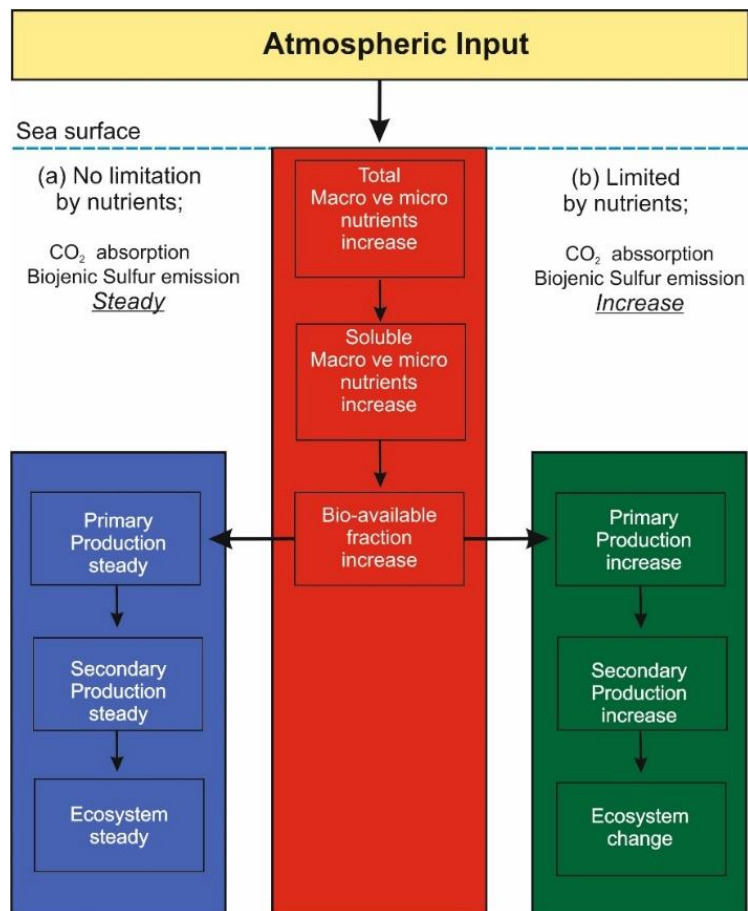 Atmospheric Input
Sea surface
(a) No limitation
by nutrients;
CO₂ absorption
Biojenic Sulfur emission
Steady
Total
Macro ve micro
nutrients
increase
(b) Limited
by nutrients;
CO₂ abssorption
Biojenic Sulfur emission
Increase
Soluble
Macro ve micro
nutrients
increase
Bio-available
fraction
increase
Primary
Production
steady
Secondary
Production
steady
Ecosystem
steady
Primary
Production
increase
Secondary
Production
increase
Ecosystem
change